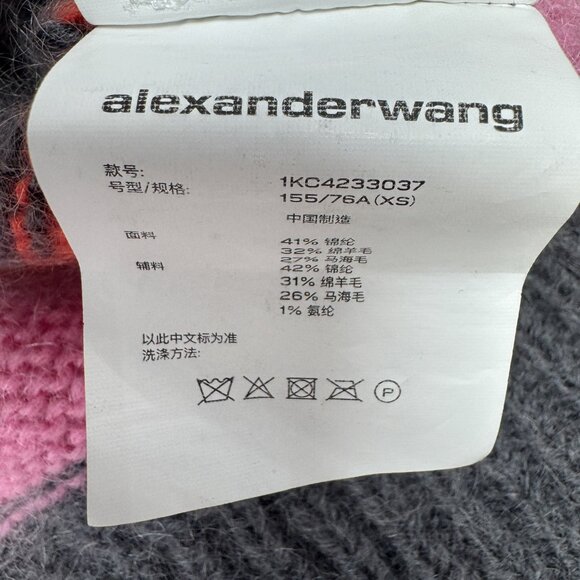 alexanderwang
款号: 1KC4233037
号型/规格: 155/76A(XS)
中国制造
面料 41% 锦纶
32% 绵羊毛
27% 马海毛
辅料 42% 锦纶
31% 绵羊毛
26% 马海毛
1% 氨纶
以此中文标为准
洗涤方法:
P